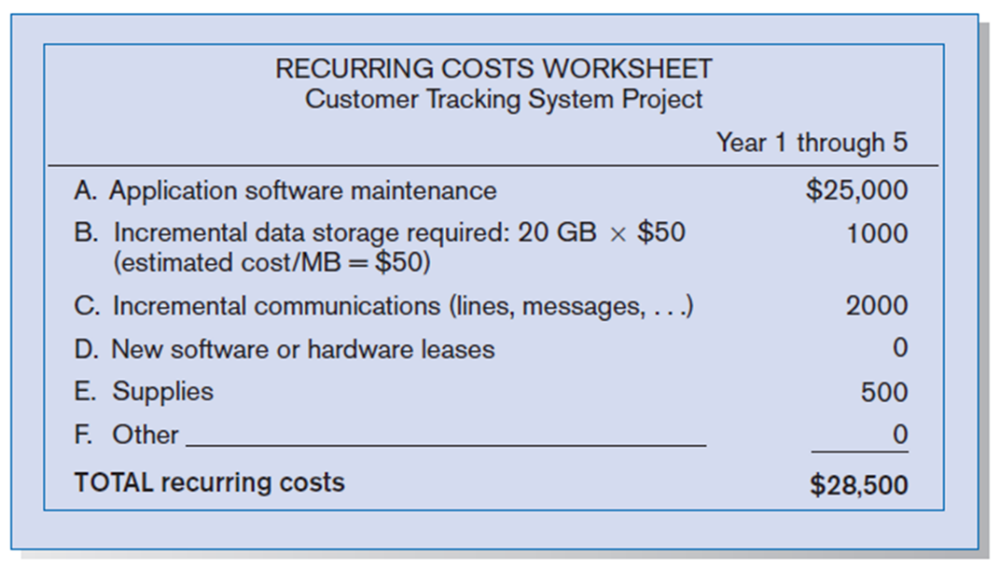 RECURRING COSTS WORKSHEET
Customer Tracking System Project
Year 1 through 5
A. Application software maintenance $25,000
B. Incremental data storage required: 20 GB × $50 1000
(estimated cost/MB = $50)
C. Incremental communications (lines, messages, . . .) 2000
D. New software or hardware leases 0
E. Supplies 500
F. Other 0
TOTAL recurring costs $28,500